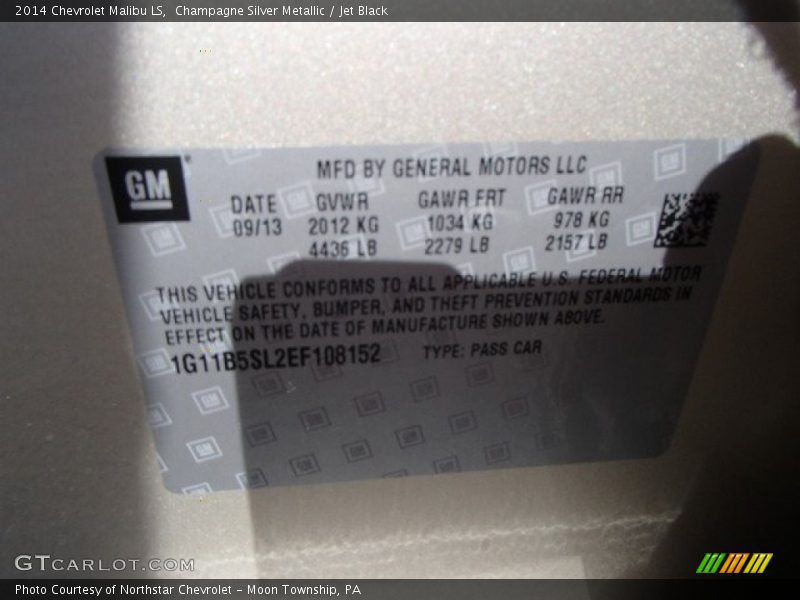 2014 Chevrolet Malibu LS,  Champagne Silver Metallic / Jet Black
GM
MFD BY GENERAL MOTORS LLC
DATE GVWR GAWR FRT GAWR RR
09/13 2012 KG 1034 KG 978 KG
4436 LB 2279 LB 2157 LB
THIS VEHICLE CONFORMS TO ALL APPLICABLE U.S. FEDERAL MOTOR
VEHICLE SAFETY, BUMPER, AND THEFT PREVENTION STANDARDS IN
EFFECT ON THE DATE OF MANUFACTURE SHOWN ABOVE.
1G11B5SL2EF108152 TYPE: PASS CAR
GTCARLOT.COM
Photo Courtesy of Northstar Chevrolet - Moon Township, PA